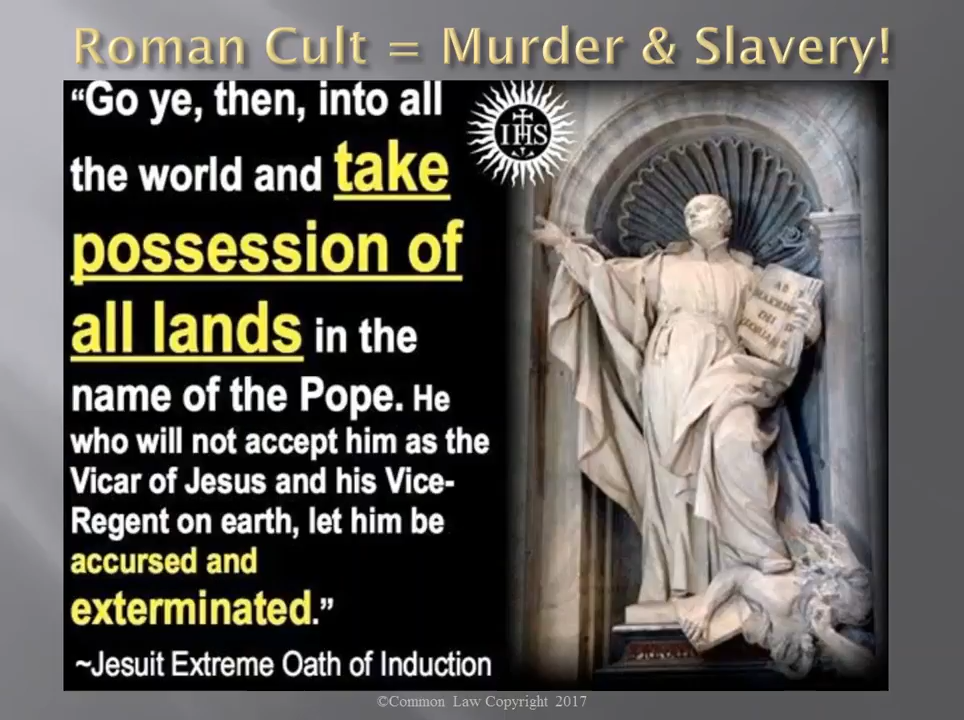 Roman Cult = Murder & Slavery!
“Go ye, then, into all
the world and take
possession of
all lands in the
name of the Pope. He
who will not accept him as the
Vicar of Jesus and his Vice-
Regent on earth, let him be
accursed and
exterminated.”
~Jesuit Extreme Oath of Induction
IHS
AD
DEI
©Common Law Copyright 2017